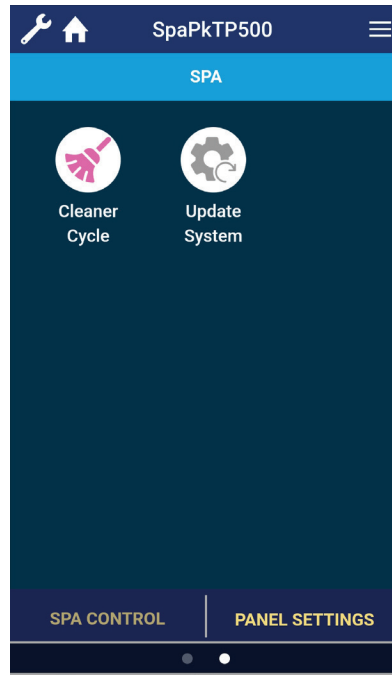 SpaPkTP500
SPA
Cleaner
Cycle
Update
System
SPA CONTROL
PANEL SETTINGS